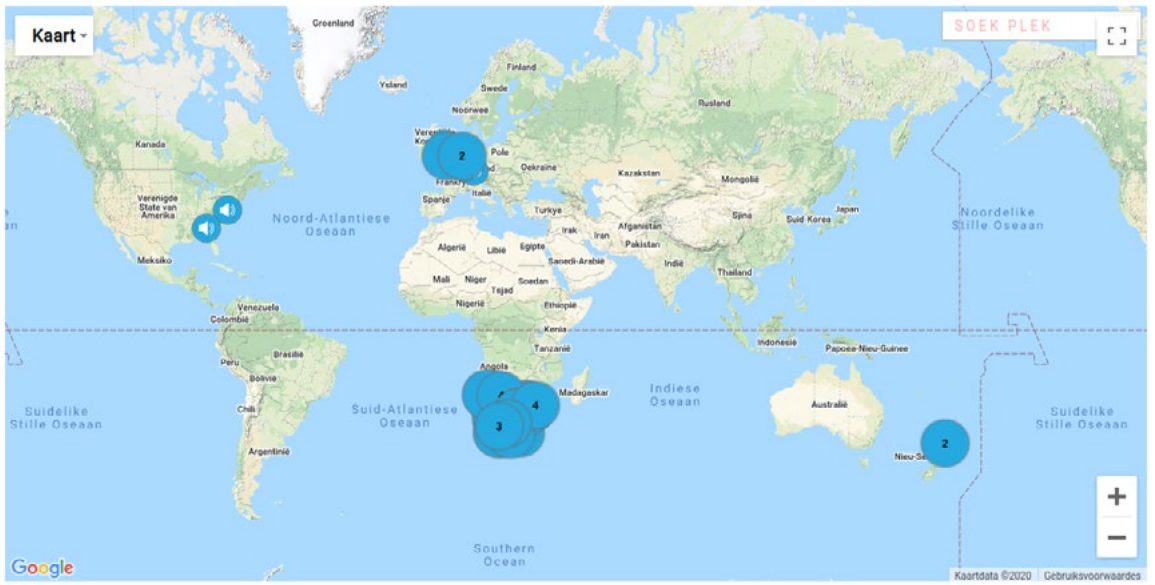 Kaart
SOEK PLEK
Groenland
Ysland
Finland
Swede
Noorweë
Rusland
Kanada
Pole
Oekraine
2
Kazakstan
Mongolië
Italië
Spanje
Verenigde
State van
Amerika
Noord-Atlantiese
Oseaan
Turkye
Sjina
Suid Korea
Japan
Noordelike
Stille Oseaan
Irak
Iran
Afganistan
Pakistan
Algerië
Libië
Egipte
Saoedi-Arabië
Indië
Meksiko
Thailand
Mali
Niger
Tsjad
Soedan
Nigerië
Ethiopië
Venezuela
Colombië
Kenia
Tanzanië
Indonesië
Papoea-Nieu-Guinee
Peru
Brasilië
Bolivië
Angola
Madagaskar
Indiese
Oseaan
Australië
Chili
4
3
Suidelike
Stille Oseaan
Suid-Atlantiese
Oseaan
Suidelike
Stille Oseaan
Argentinië
2
Southern
Ocean
Google
Kaartdata ©2020
Gebruiksvoorwaardes